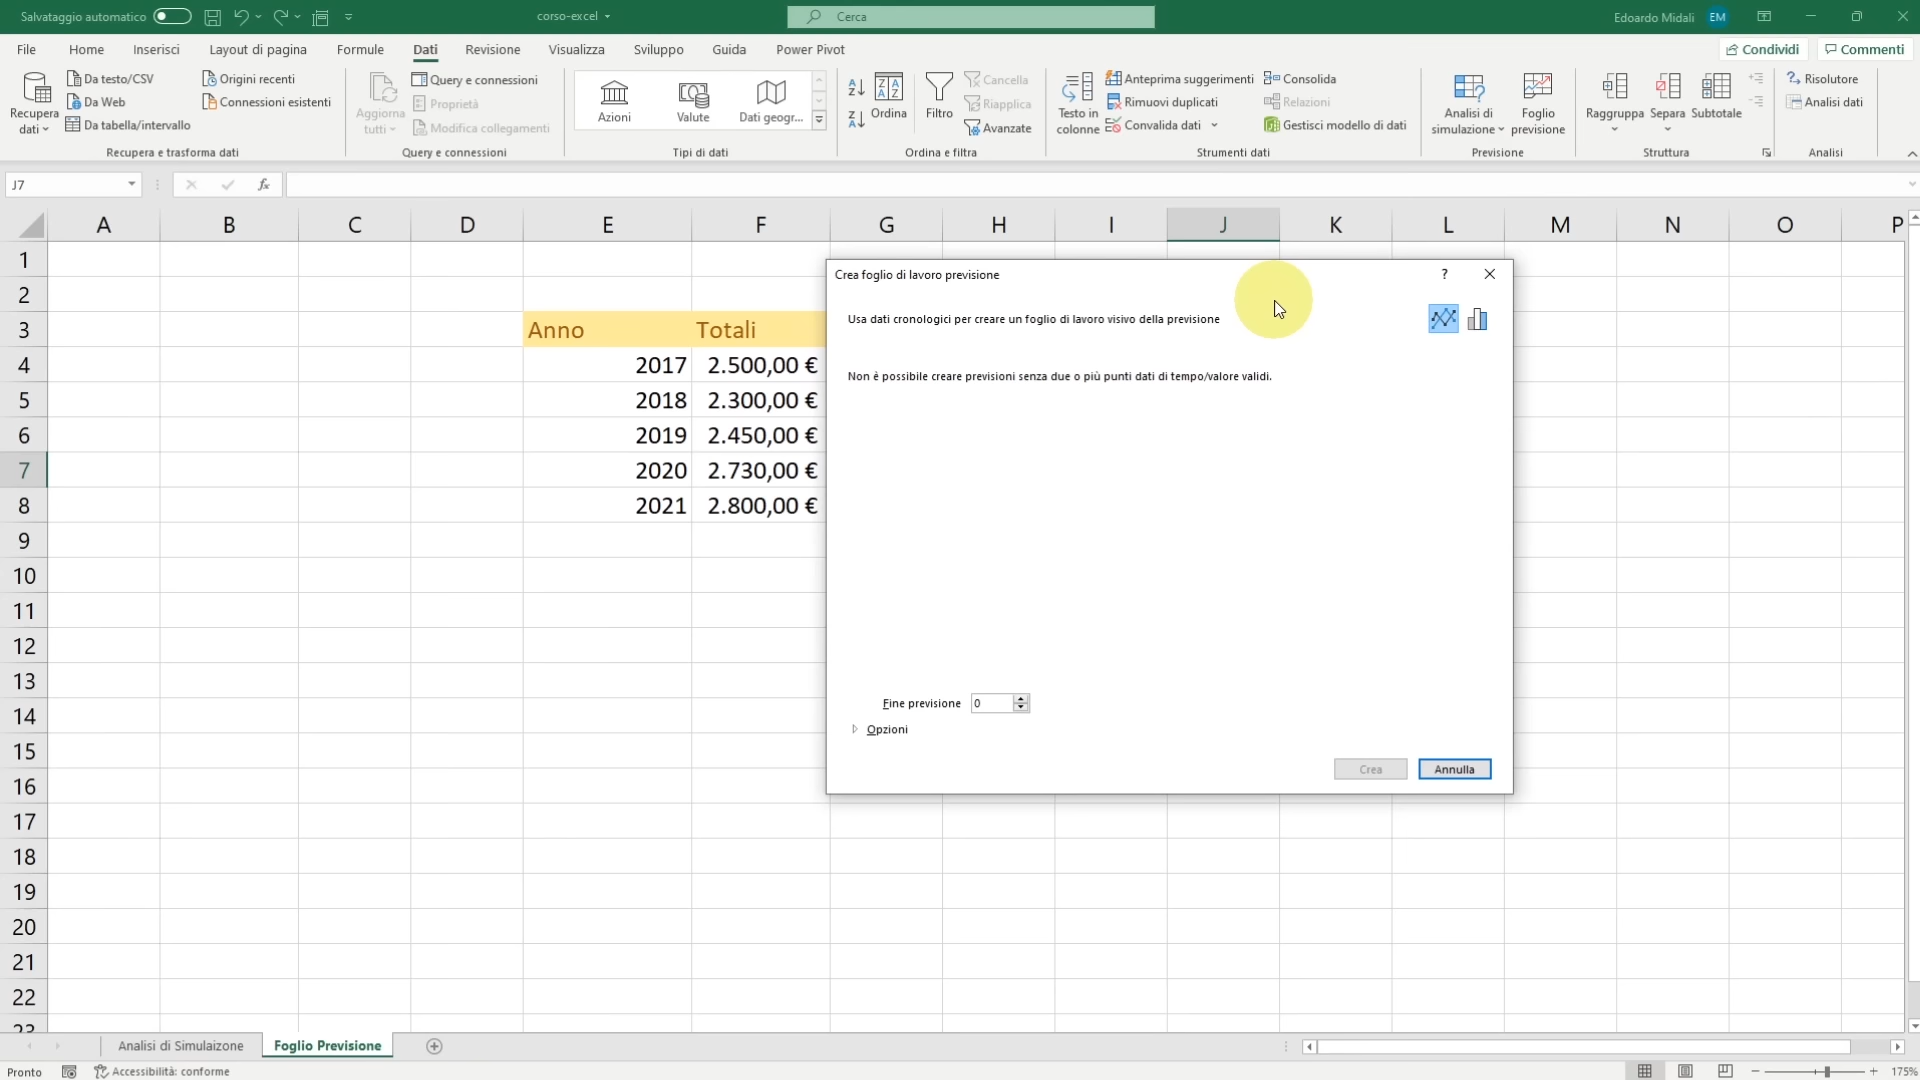 Salvataggio automatico
corso-excel
Cerca
Edoardo Midali
EM
File Home Inserisci Layout di pagina Formule Dati Revisione Visualizza Sviluppo Guida Power Pivot
Condividi Commenti
Recupera dati
Da testo/CSV
Da Web
Da tabella/intervallo
Origini recenti
Connessioni esistenti
Recupera e trasforma dati
Aggiorna tutti
Query e connessioni
Proprietà
Modifica collegamenti
Query e connessioni
Azioni
Valute
Dati geogr...
Tipi di dati
Ordina
Filtro
Cancella
Riapplica
Avanzate
Ordina e filtra
Testo in colonne
Anteprima suggerimenti
Rimuovi duplicati
Convalida dati
Consolida
Relazioni
Gestisci modello di dati
Strumenti dati
Analisi di simulazione
Foglio previsione
Previsione
Raggruppa
Separa
Subtotale
Struttura
Risolutore
Analisi dati
Analisi
J7
fx
A B C D E F G H I J K L M N O P
1
2
3 Anno Totali
4 2017 2.500,00 €
5 2018 2.300,00 €
6 2019 2.450,00 €
7 2020 2.730,00 €
8 2021 2.800,00 €
9
10
11
12
13
14
15
16
17
18
19
20
21
22
23
Crea foglio di lavoro previsione
?
Usa dati cronologici per creare un foglio di lavoro visivo della previsione
Non è possibile creare previsioni senza due o più punti dati di tempo/valore validi.
Fine previsione 0
Opzioni
Crea Annulla
Analisi di Simulaizone Foglio Previsione
Pronto Accessibilità: conforme
175%